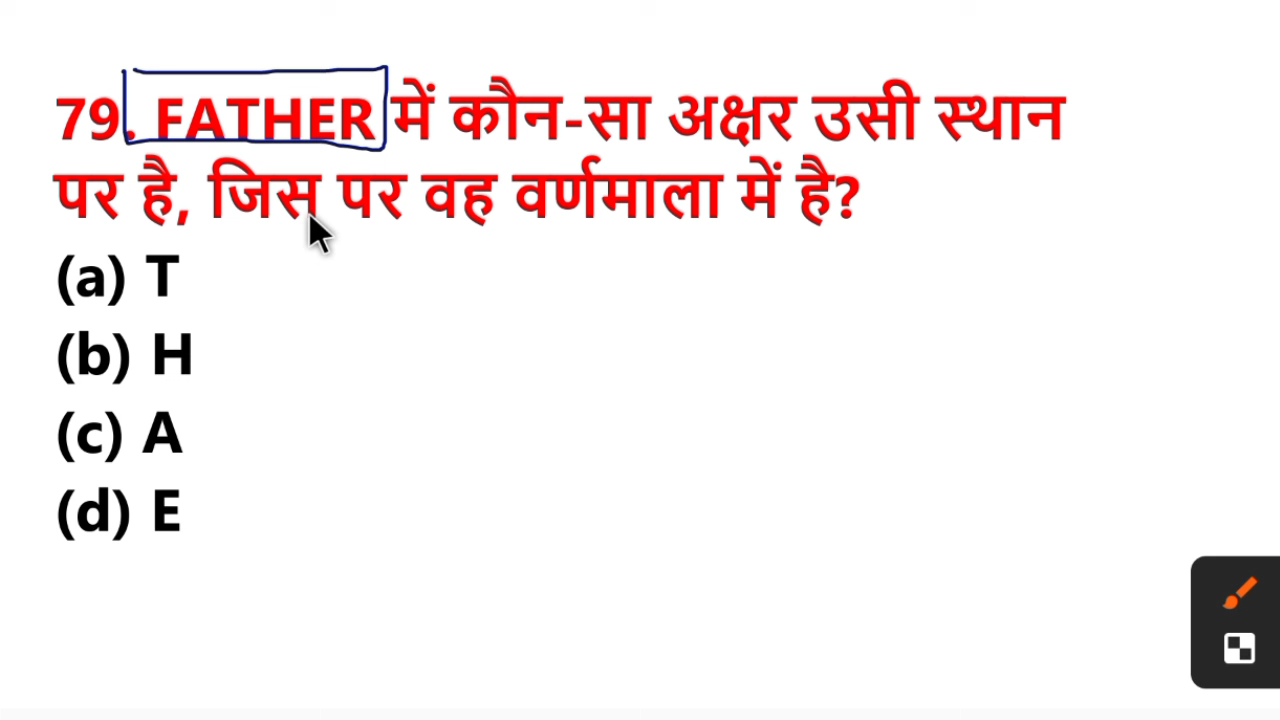 79. FATHER में कौन-सा अक्षर उसी स्थान
पर है, जिस पर वह वर्णमाला में है?
(a) T
(b) H
(c) A
(d) E